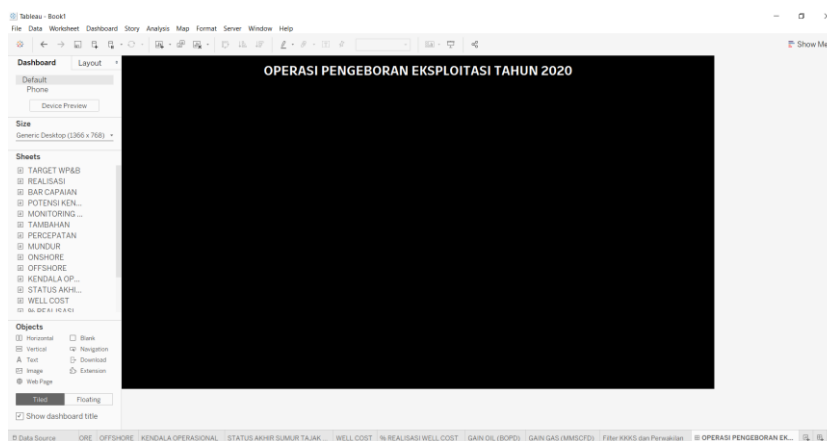 Tableau - Book1
File Data Worksheet Dashboard Story Analysis Map Format Server Window Help
Show Me
Dashboard Layout
Default
Phone
Device Preview
Size
Generic Desktop (1366 x 768)
Sheets
TARGET WP&B
REALISASI
BAR CAPAIAN
POTENSI KEN...
MONITORING ...
TAMBAHAN
PERCEPATAN
MUNDUR
ONSHORE
OFFSHORE
KENDALA OP...
STATUS AKHI...
WELL COST
% REALISASI
Objects
Horizontal Blank
Vertical Navigation
Text Download
Image Extension
Web Page
Tiled Floating
Show dashboard title
OPERASI PENGEBORAN EKSPLOITASI TAHUN 2020
Data Source ORE OFFSHORE KENDALA OPERASIONAL STATUS AKHIR SUMUR TAJAK... WELL COST % REALISASI WELL COST GAIN OIL (BOPD) GAIN GAS (MMSCFD) Filter KKKS dan Perwakilan OPERASI PENGEBORAN EK...